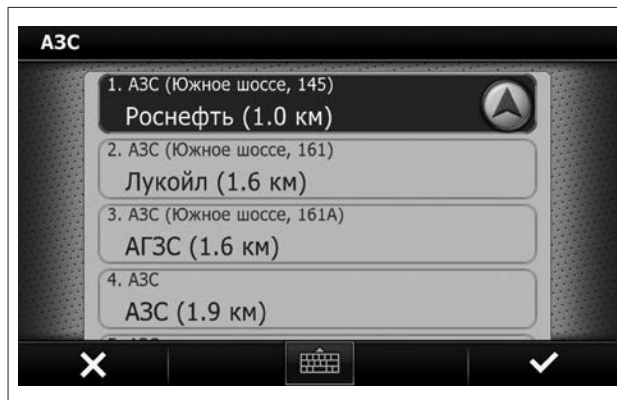 АЗС
1. АЗС (Южное шоссе, 145)
Роснефть (1.0 км)
2. АЗС (Южное шоссе, 161)
Лукойл (1.6 км)
3. АЗС (Южное шоссе, 161А)
АГЗС (1.6 км)
4. АЗС
АЗС (1.9 км)